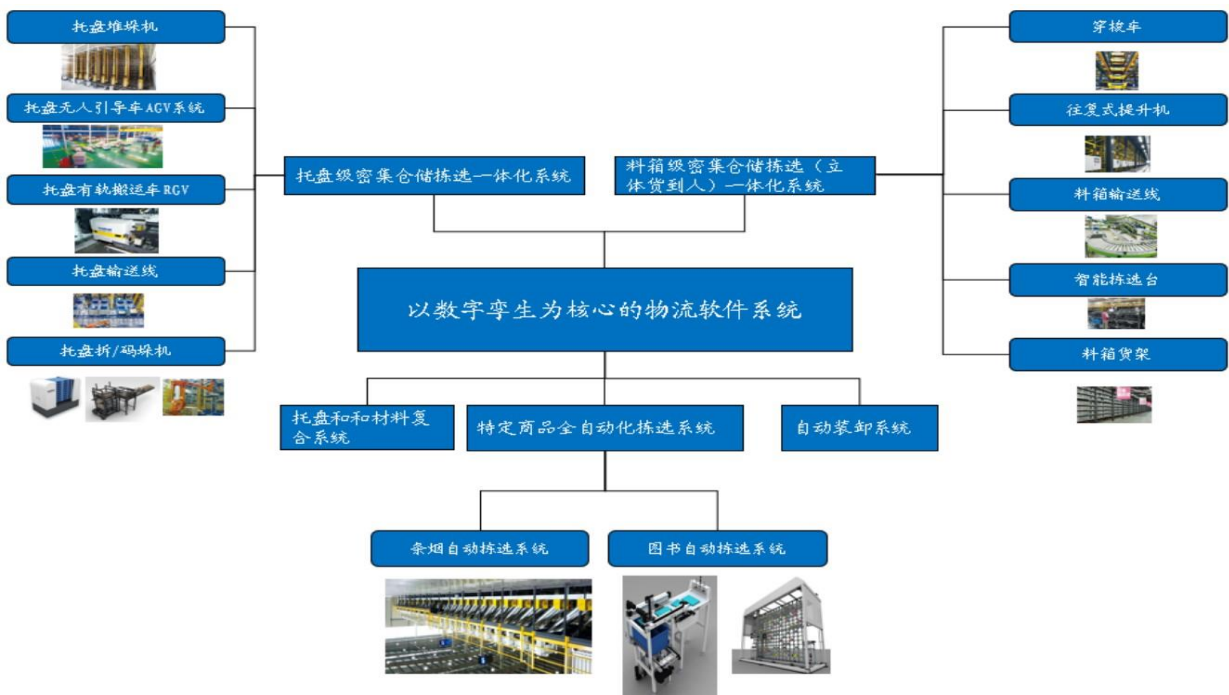 托盘堆垛机
托盘无人引导车AGV系统
托盘有轨搬运车RGV
托盘输送线
托盘拆/码垛机
托盘级密集仓储拣选一体化系统
料箱级密集仓储拣选（立
体货到人）一体化系统
穿梭车
往复式提升机
料箱输送线
智能拣选台
料箱货架
以数字孪生为核心的物流软件系统
托盘和和材料复
合系统
特定商品全自动化拣选系统
自动装卸系统
条烟自动拣选系统
图书自动拣选系统